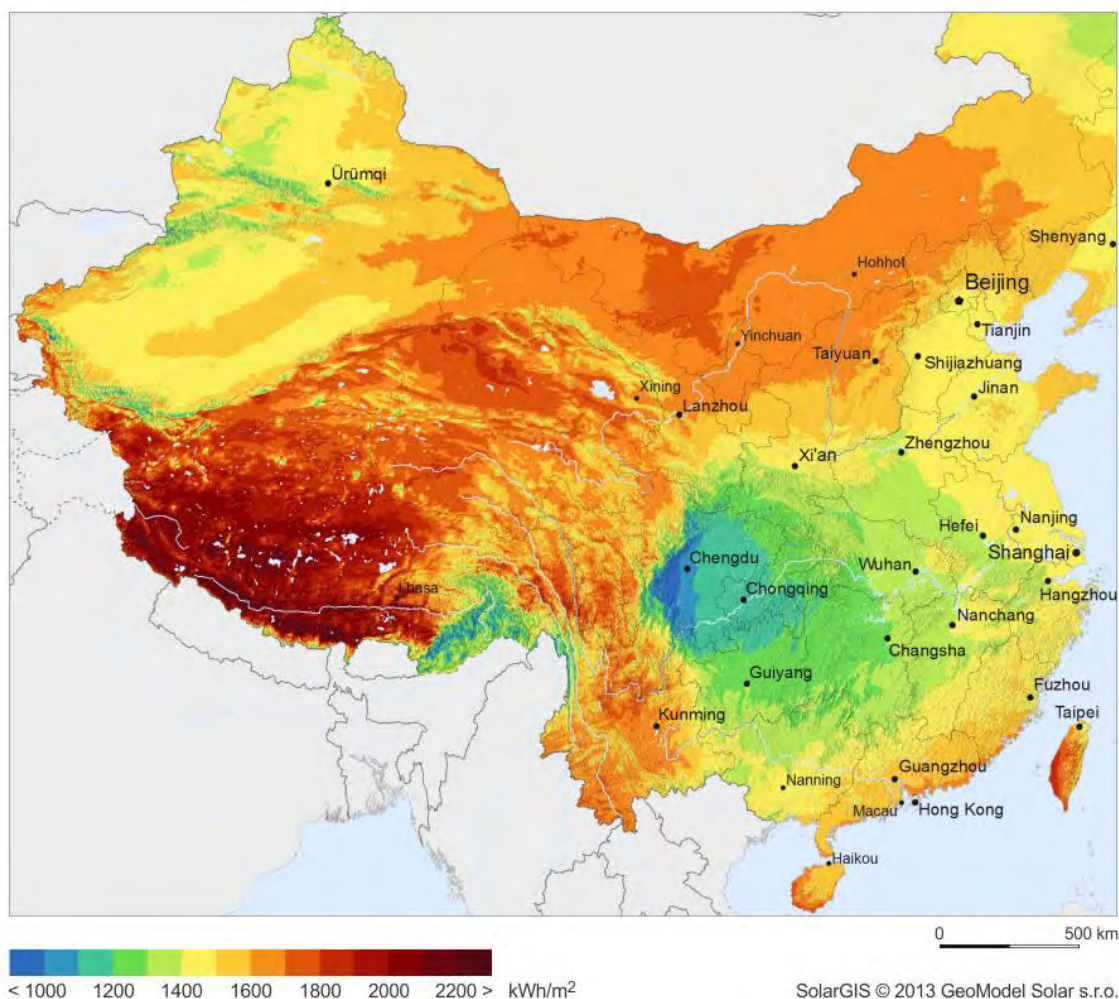 Ürümqi
Shenyang
Hohhot
Beijing
Tianjin
Yinchuan
Taiyuan
Shijiazhuang
Xining
Jinan
Lanzhou
Zhengzhou
Xi'an
Nanjing
Hefei
Shanghai
Chengdu
Wuhan
Lhasa
Chongqing
Hangzhou
Nanchang
Changsha
Guiyang
Fuzhou
Kunming
Taipei
Guangzhou
Nanning
Macau
Hong Kong
Haikou
0 500 km
< 1000 1200 1400 1600 1800 2000 2200 > kWh/m²
SolarGIS © 2013 GeoModel Solar s.r.o.